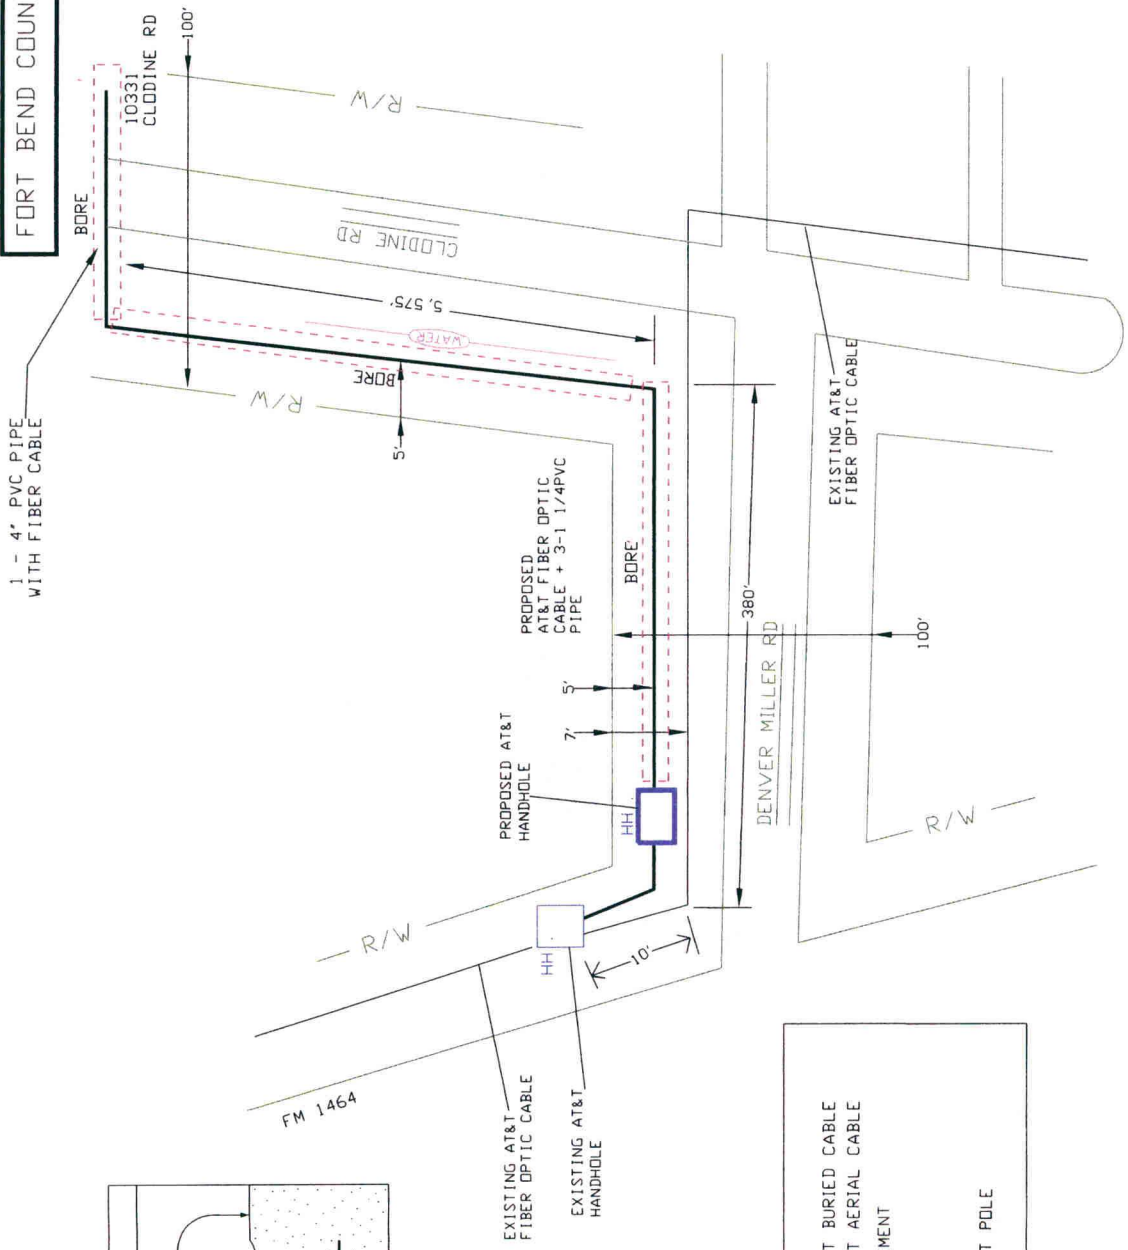 FORT BEND COUN
100'
1 - 4" PVC PIPE
WITH FIBER CABLE
BORE
10331
CLODINE RD
R/W
CLODINE RD
5,575'
WATER
BORE
R/W
5'
EXISTING AT&T
FIBER OPTIC CABLE
PROPOSED
AT&T FIBER OPTIC
CABLE + 3-1 1/4PVC
PIPE
BORE
380'
100'
DENVER MILLER RD
5'
7'
PROPOSED AT&T
HANDHOLE
HH
R/W
R/W
HH
10'
FM 1464
EXISTING AT&T
FIBER OPTIC CABLE
EXISTING AT&T
HANDHOLE
T BURIED CABLE
T AERIAL CABLE
MENT
T POLE